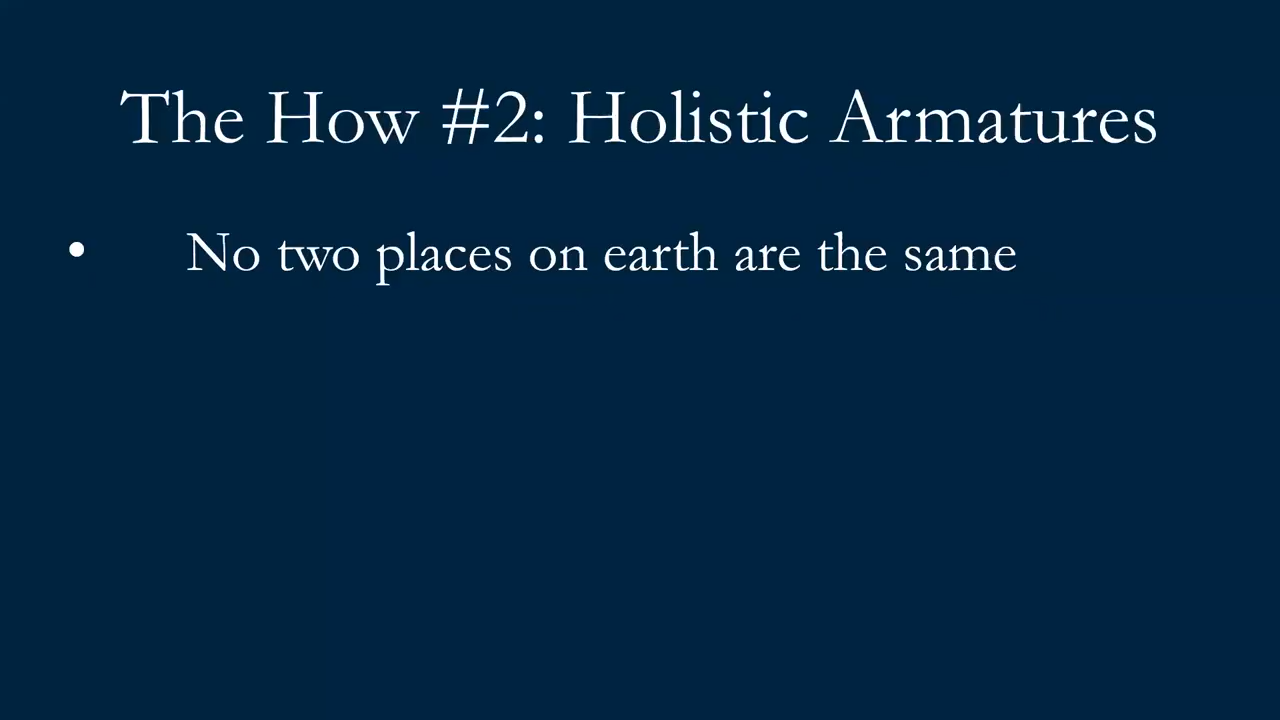 The How #2: Holistic Armatures
• No two places on earth are the same